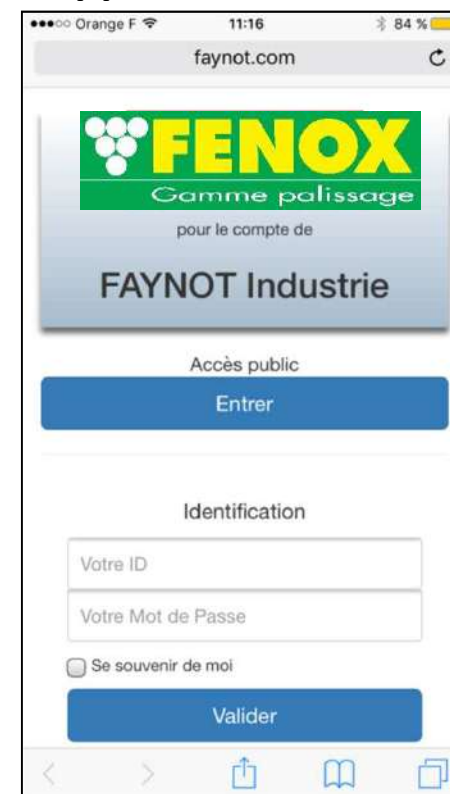 Orange F 11:16 84 %
faynot.com
FENOX
Gamme palissage
pour le compte de
FAYNOT Industrie
Accès public
Entrer
Identification
Votre ID
Votre Mot de Passe
Se souvenir de moi
Valider